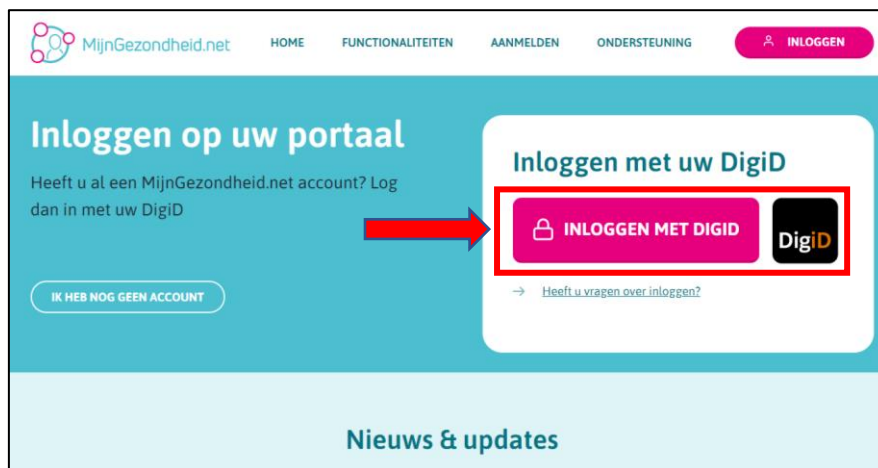 MijnGezondheid.net
HOME FUNCTIONALITEITEN AANMELDEN ONDERSTEUNING INLOGGEN
Inloggen op uw portaal
Heeft u al een MijnGezondheid.net account? Log
dan in met uw DigiD
IK HEB NOG GEEN ACCOUNT
Inloggen met uw DigiD
INLOGGEN MET DIGID DigiD
Heeft u vragen over inloggen?
Nieuws & updates